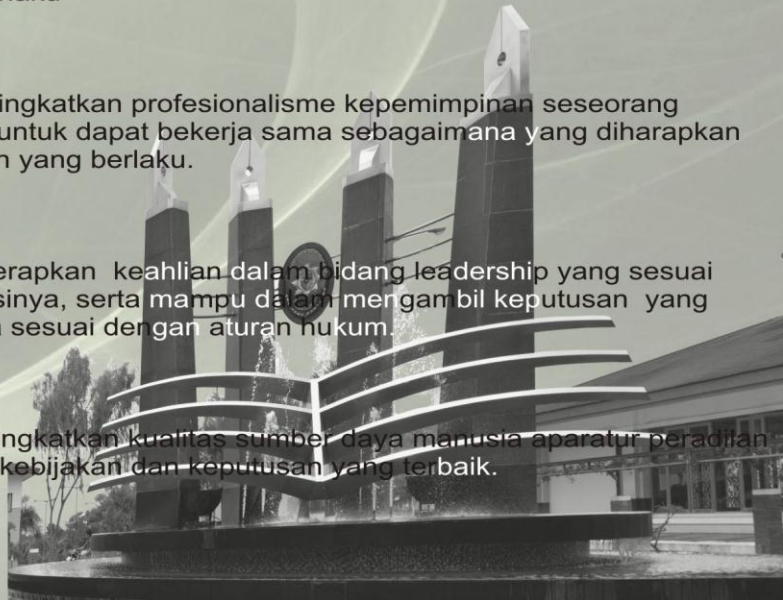 ingkatkan profesionalisme kepemimpinan seseorang
untuk dapat bekerja sama sebagaimana yang diharapkan
n yang berlaku.
erapkan keahlian dalam bidang leadership yang sesuai
sinya, serta mampu dalam mengambil keputusan yang
sesuai dengan aturan hukum.
ngkatkan kualitas sumber daya manusia aparatur peradilan
kebijakan dan keputusan yang terbaik.